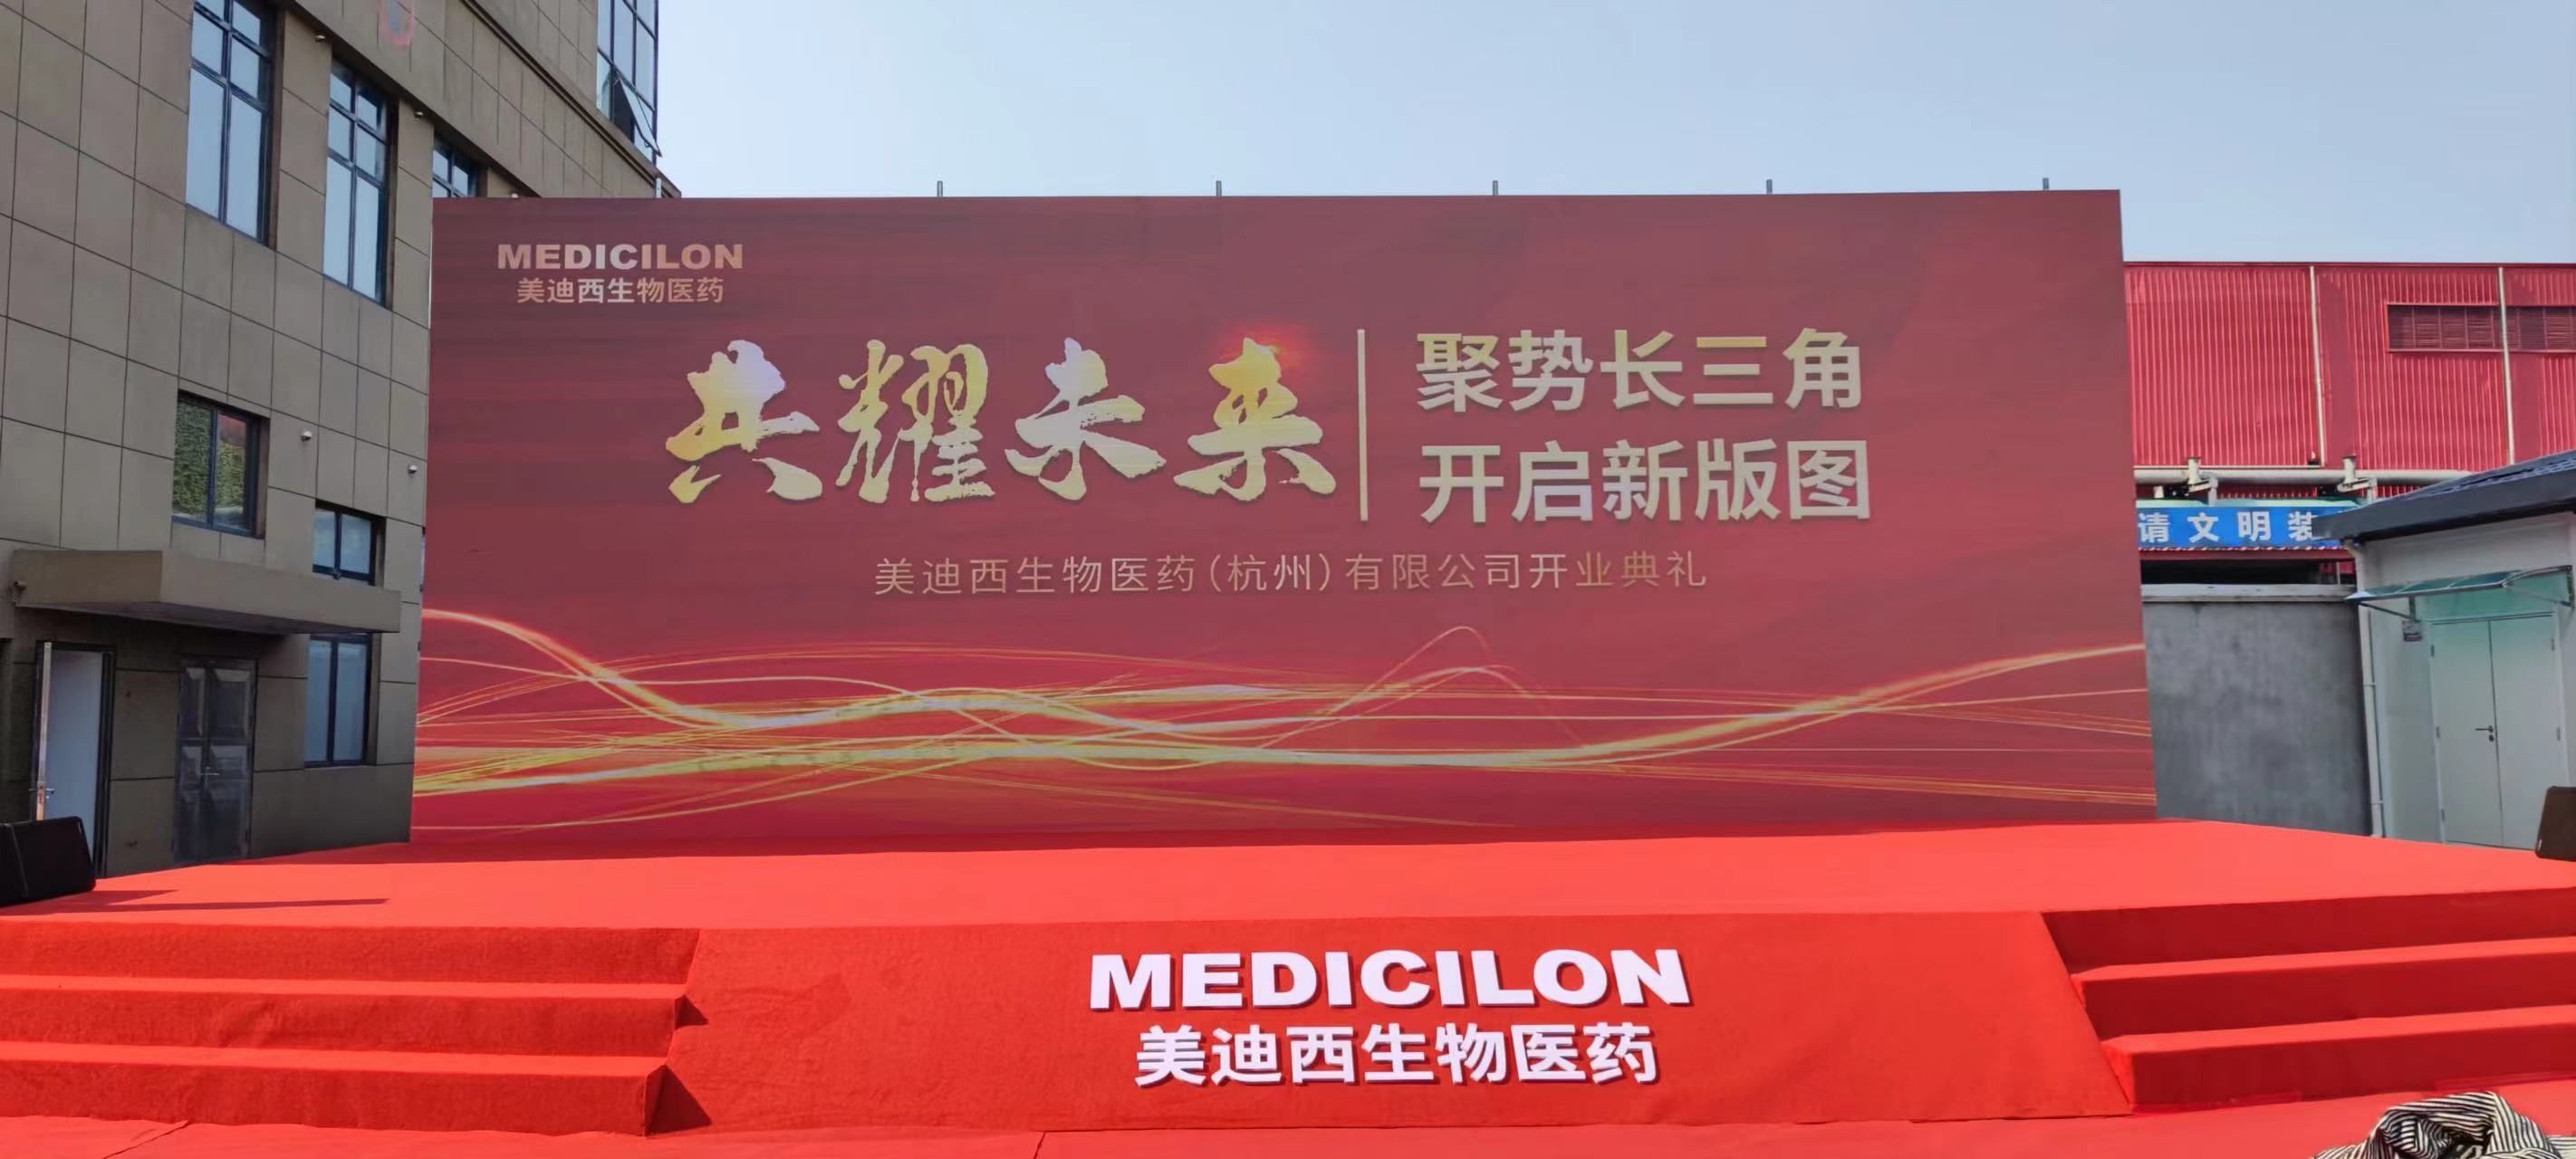 MEDICILON
美迪西生物医药
共耀未来
聚势长三角
开启新版图
美迪西生物医药(杭州)有限公司开业典礼
请文明装
MEDICILON
美迪西生物医药